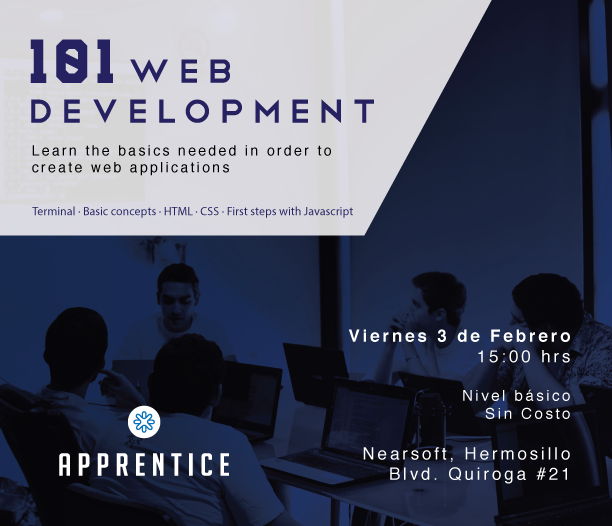 101 WEB
DEVELOPMENT
Learn the basics needed in order to
create web applications
Terminal · Basic concepts · HTML · CSS · First steps with Javascript
Viernes 3 de Febrero
15:00 hrs
Nivel básico
Sin Costo
Nearsoft, Hermosillo
Blvd. Quiroga #21
APPRENTICE